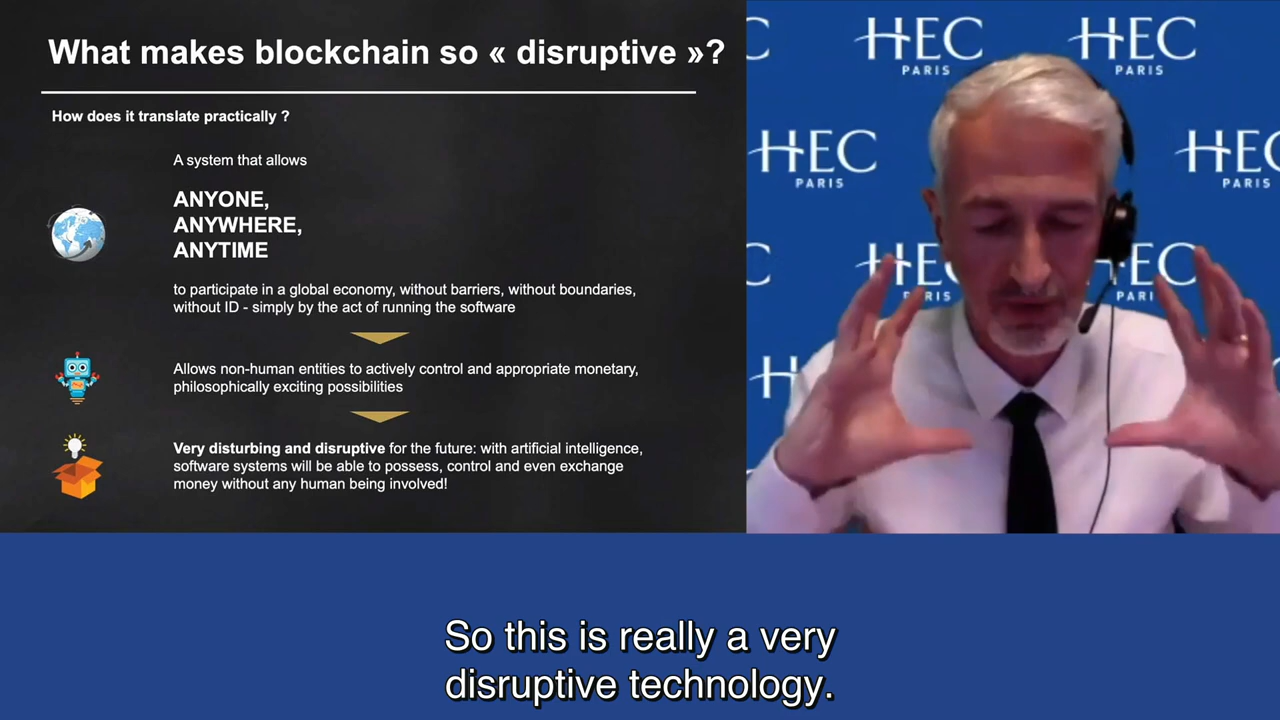 What makes blockchain so « disruptive »?
How does it translate practically ?
A system that allows
ANYONE,
ANYWHERE,
ANYTIME
to participate in a global economy, without barriers, without boundaries,
without ID - simply by the act of running the software
Allows non-human entities to actively control and appropriate monetary,
philosophically exciting possibilities
Very disturbing and disruptive for the future: with artificial intelligence,
software systems will be able to possess, control and even exchange
money without any human being involved!
HEC
PARIS
HEC
PARIS
HEC
PARIS
HEC
PARIS
HEC
PARIS
HEC
PARIS
So this is really a very
disruptive technology.